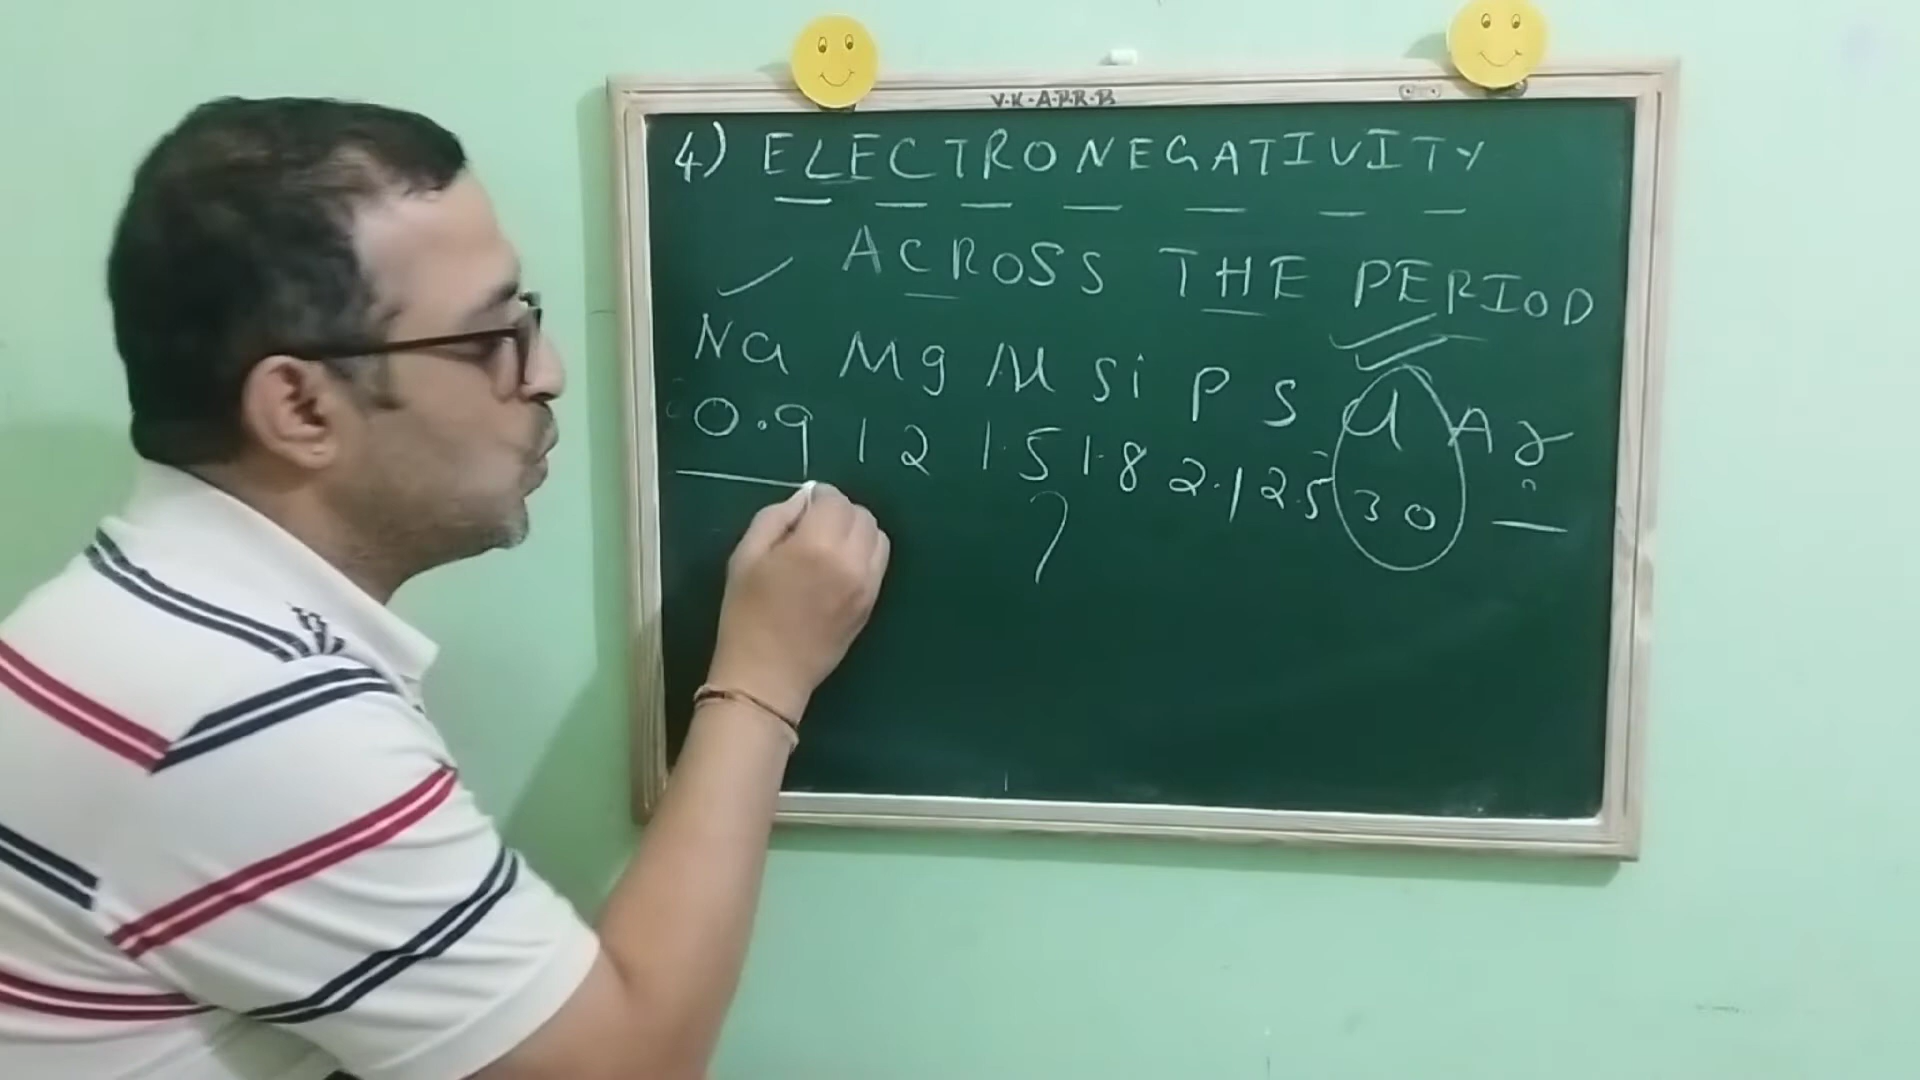 V.K.A.P.R.B
4) ELECTRONEGATIVITY
ACROSS THE PERIOD
Na Mg Al Si P S Cl Ar
0.9 1 2 1.5 1.8 2.1 2.5 3 0 —
?